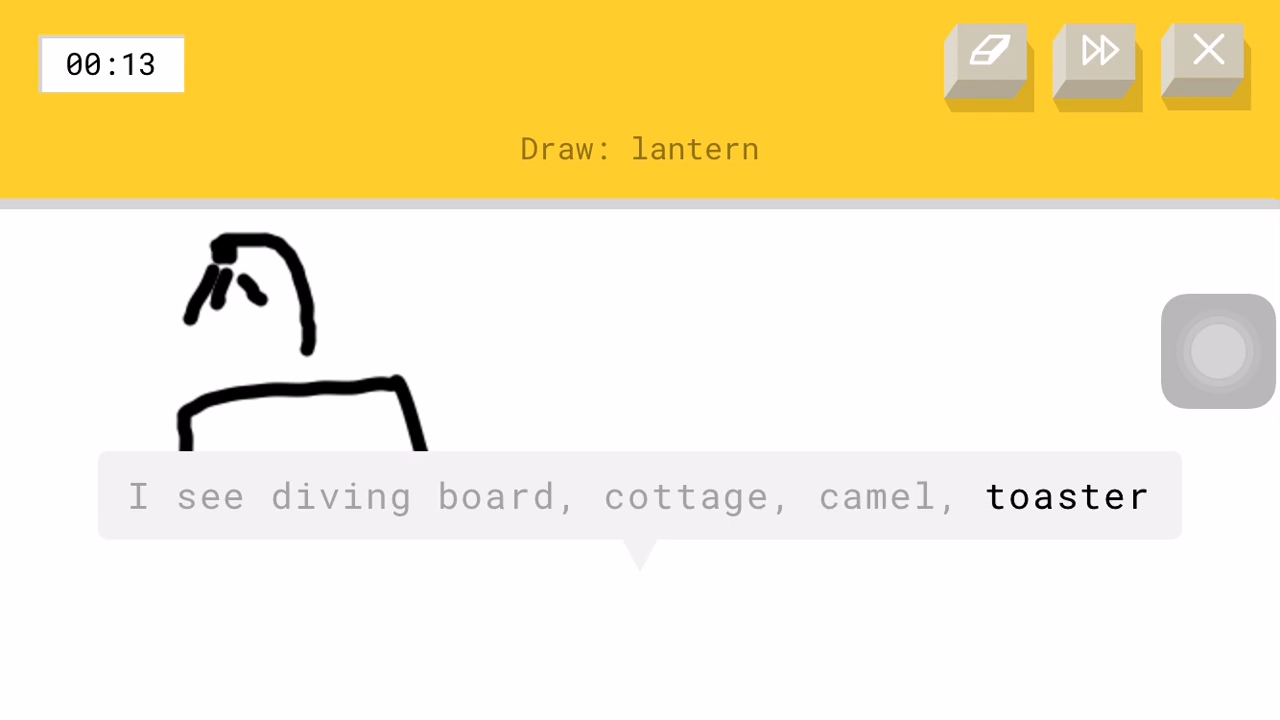 00:13
Draw: lantern
I see diving board, cottage, camel, toaster